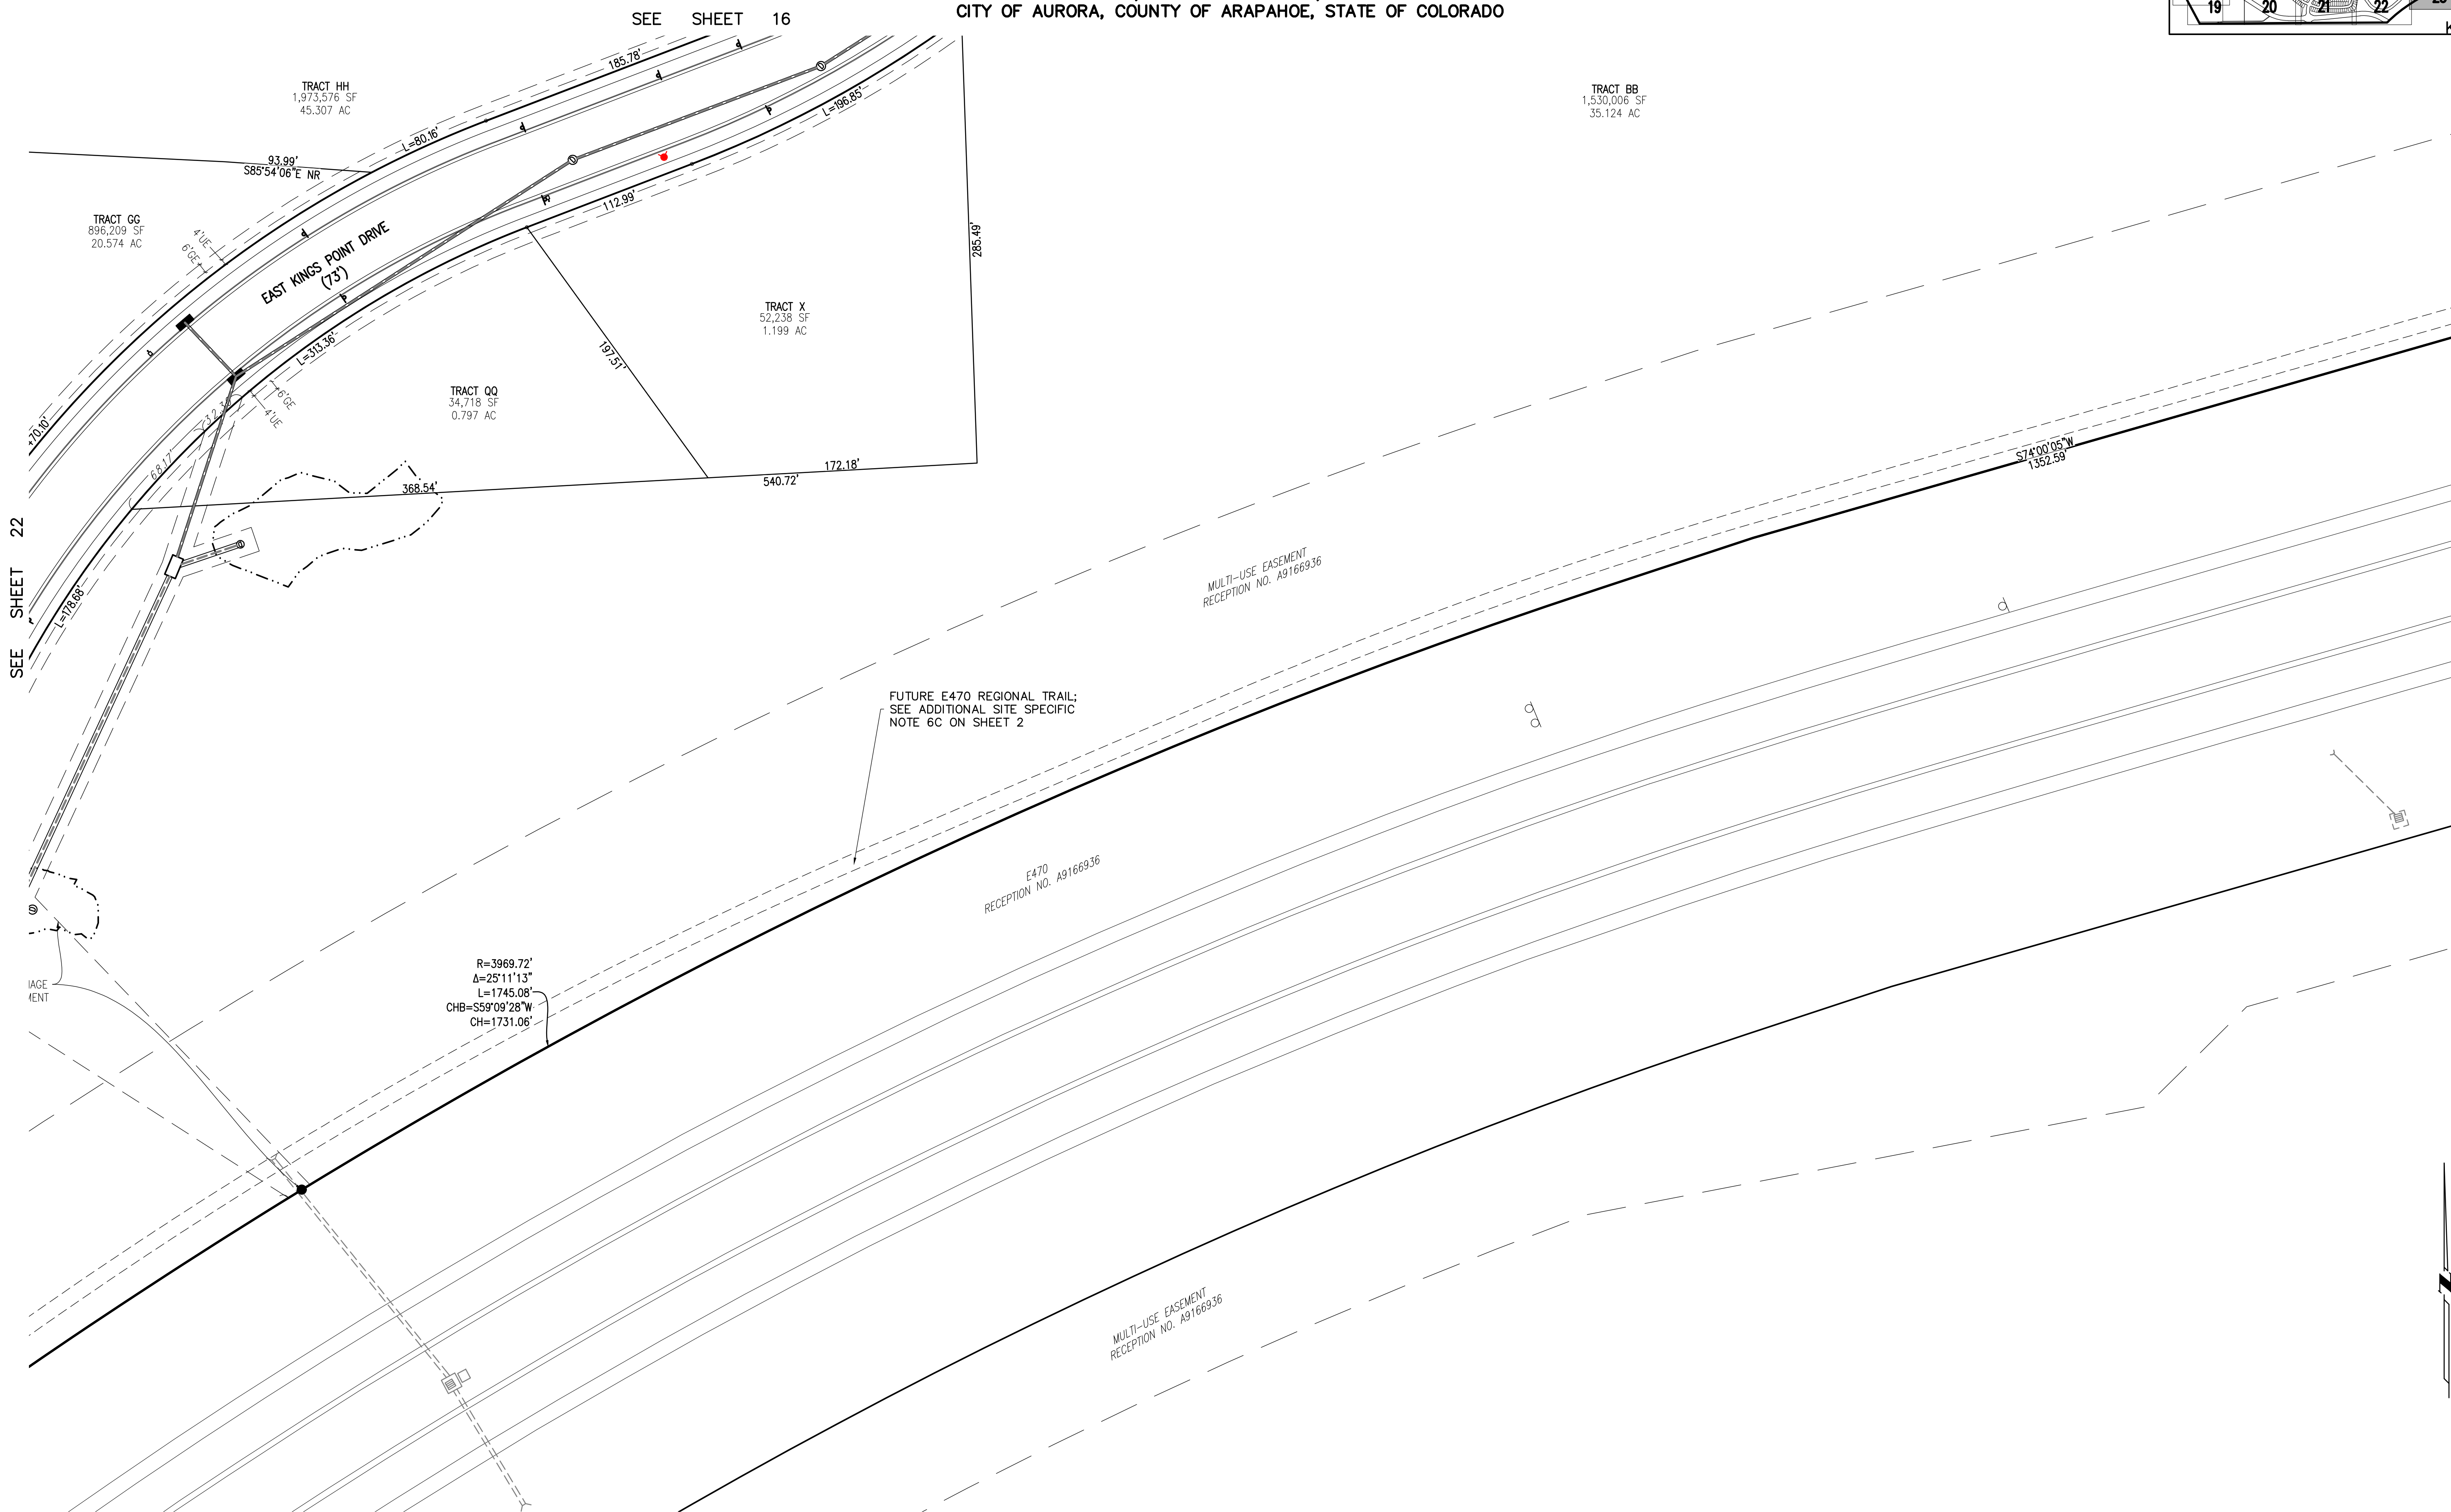 SEE SHEET 16
CITY OF AURORA, COUNTY OF ARAPAHOE, STATE OF COLORADO
19
20
21
22
TRACT HH
1,973,576 SF
45.307 AC
185.78'
L=80.16'
L=196.85'
TRACT BB
1,530,006 SF
35.124 AC
93.99'
S85°54'06"E NR
TRACT GG
896,209 SF
20.574 AC
4'UE
6'GE
EAST KINGS POINT DRIVE
(73')
112.99'
285.49'
TRACT X
52,238 SF
1.199 AC
L=313.36'
197.51'
TRACT QQ
34,718 SF
0.797 AC
6'GE
4'UE
68.17'
172.18'
540.72'
368.54'
S74°00'05"W
1352.59'
SEE SHEET 22
L=178.68'
MULTI-USE EASEMENT
RECEPTION NO. A9166936
FUTURE E470 REGIONAL TRAIL;
SEE ADDITIONAL SITE SPECIFIC
NOTE 6C ON SHEET 2
E470
RECEPTION NO. A9166936
R=3969.72'
Δ=25°11'13"
L=1745.08'
CHB=S59°09'28"W
CH=1731.06'
MULTI-USE EASEMENT
RECEPTION NO. A9166936
N